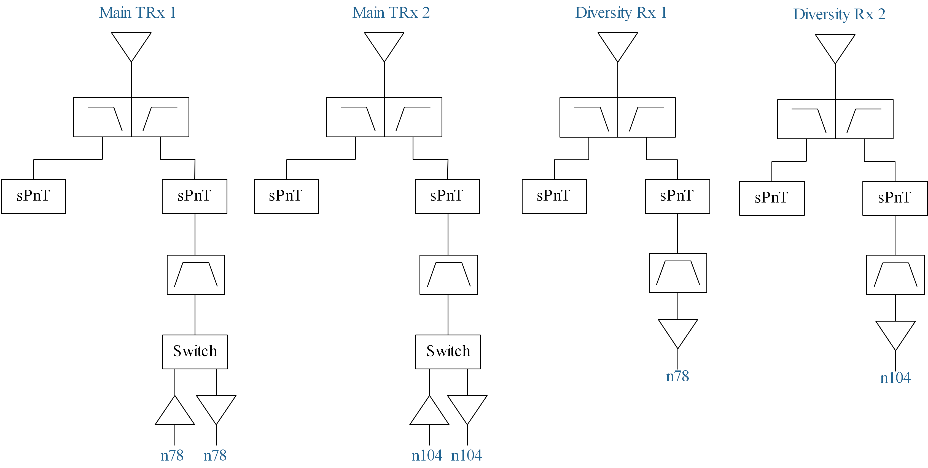 Main TRx 1
Main TRx 2
Diversity Rx 1
Diversity Rx 2
sPnT
sPnT
sPnT
sPnT
sPnT
sPnT
sPnT
sPnT
Switch
Switch
n78
n104
n78
n78
n104
n104